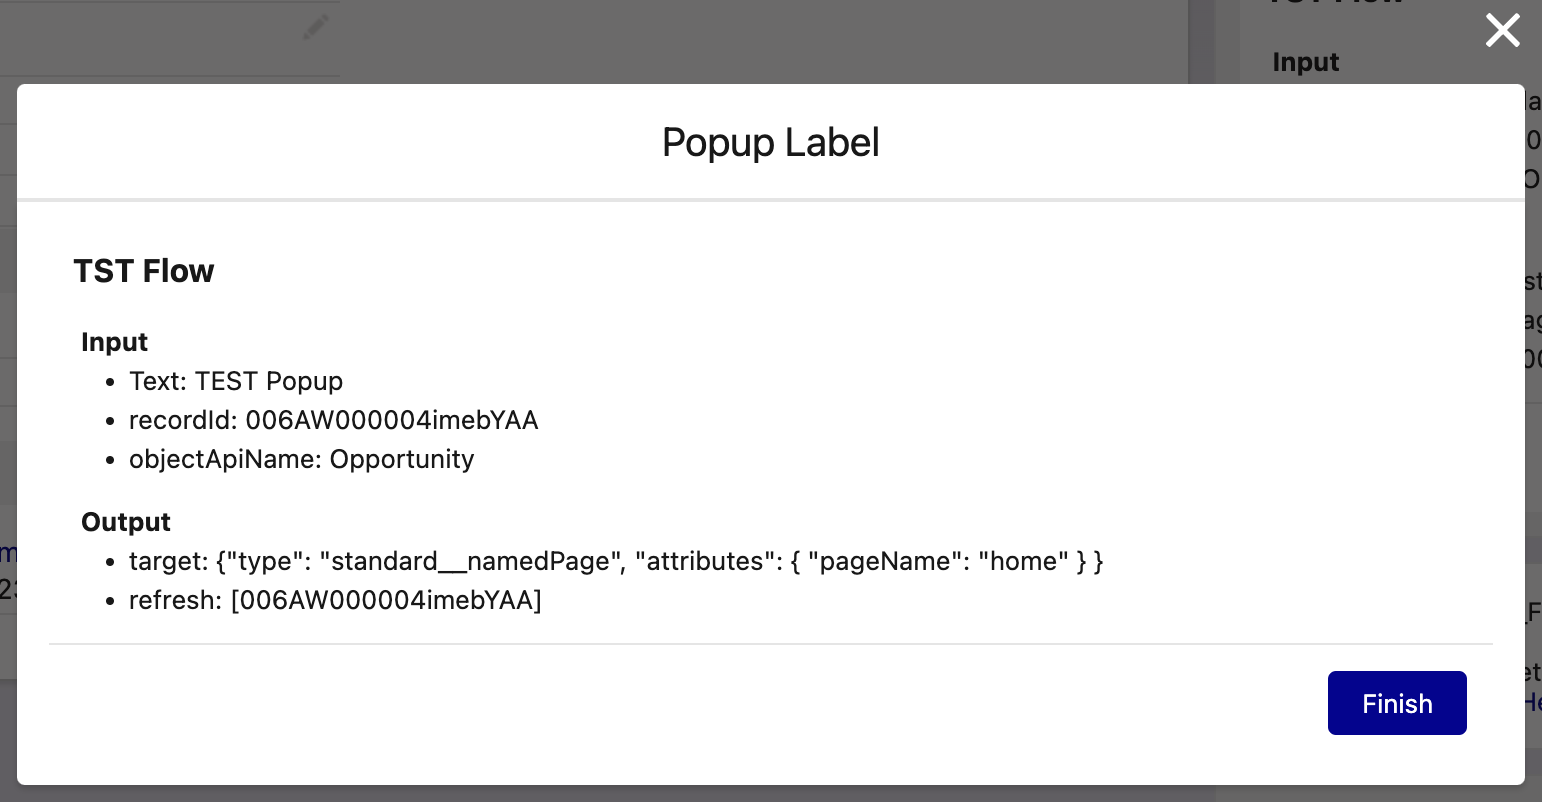 Input
Popup Label
TST Flow
Input
• Text: TEST Popup
• recordId: 006AW000004imebYAA
• objectApiName: Opportunity
Output
• target: {"type": "standard__namedPage", "attributes": { "pageName": "home" } }
• refresh: [006AW000004imebYAA]
Finish